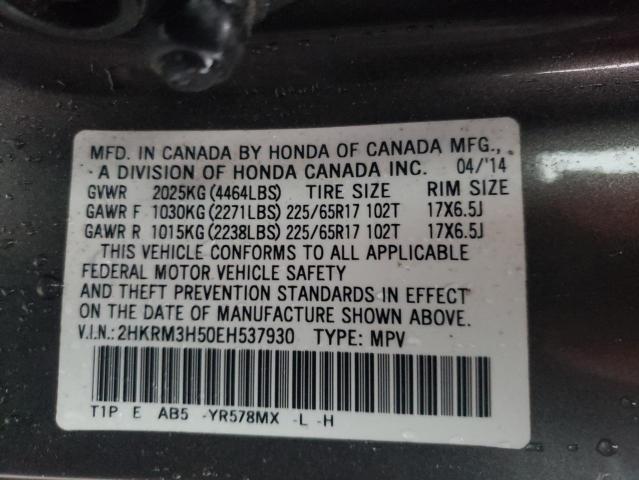 MFD. IN CANADA BY HONDA OF CANADA MFG.,
A DIVISION OF HONDA CANADA INC. 04/'14
GVWR 2025KG (4464LBS) TIRE SIZE RIM SIZE
GAWR F 1030KG (2271LBS) 225/65R17 102T 17X6.5J
GAWR R 1015KG (2238LBS) 225/65R17 102T 17X6.5J
THIS VEHICLE CONFORMS TO ALL APPLICABLE
FEDERAL MOTOR VEHICLE SAFETY
AND THEFT PREVENTION STANDARDS IN EFFECT
ON THE DATE OF MANUFACTURE SHOWN ABOVE.
V.I.N.:2HKRM3H50EH537930 TYPE: MPV
T1P E AB5 -YR578MX -L -H